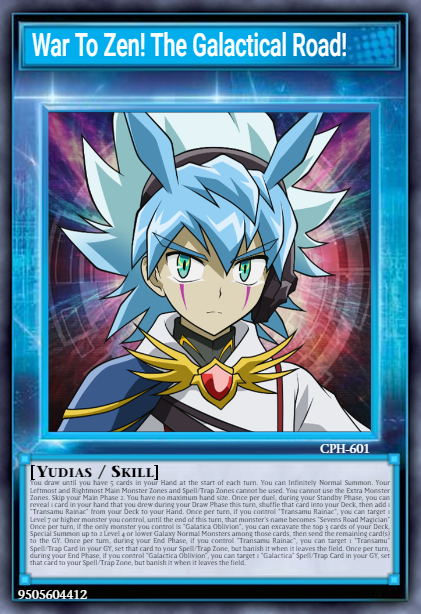 War To Zen! The Galactical Road!
CPH-601
[Yudias / Skill]
You draw until you have 5 cards in your Hand at the start of each turn. You can Infinitely Normal Summon. Your
Leftmost and Rightmost Main Monster Zones and Spell/Trap Zones cannot be used. You cannot use the Extra Monster
Zones. Skip your Main Phase 2. You have no maximum hand size. Once per duel, during your Standby Phase, you can
reveal 1 card in your hand that you drew during your Draw Phase this turn, shuffle that card into your Deck, then add 1
"Transamu Rainac" from your Deck to your Hand. Once per turn, if you control "Transamu Rainac", you can target 1
Level 7 or higher monster you control, until the end of this turn, that monster's name becomes "Sevens Road Magician"
Once per turn, if the only monster you control is "Galactica Oblivion", you can excavate the top 3 cards of your Deck,
Special Summon up to 2 Level 4 or lower Galaxy Normal Monsters among those cards, then send the remaining card(s)
to the GY. Once per turn, during your End Phase, if you control "Transamu Rainac", you can target 1 "Transamu"
Spell/Trap Card in your GY, set that card to your Spell/Trap Zone, but banish it when it leaves the field. Once per turn,
during your End Phase, if you control "Galactica Oblivion", you can target 1 "Galactica" Spell/Trap Card in your GY, set
that card to your Spell/Trap Zone, but banish it when it leaves the field.
9505604412